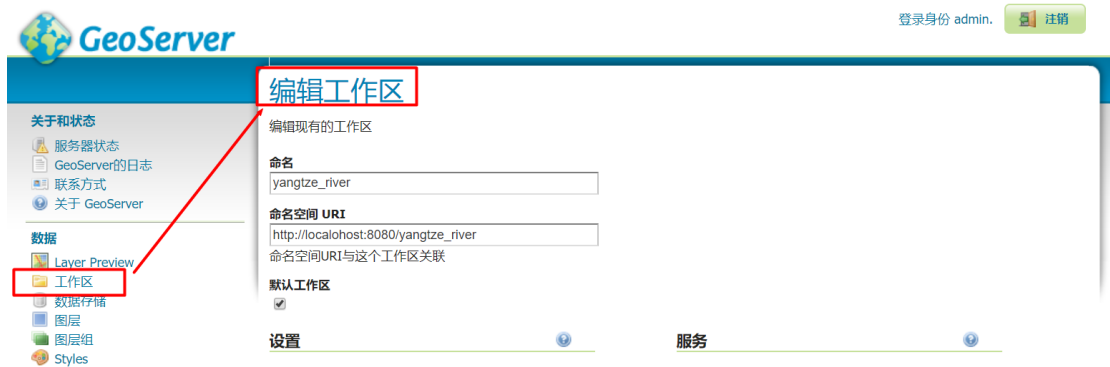 GeoServer
登录身份 admin.
注销
编辑工作区
编辑现有的工作区
关于和状态
服务器状态
GeoServer的日志
联系方式
关于 GeoServer
数据
Layer Preview
工作区
数据存储
图层
图层组
Styles
命名
yangtze_river
命名空间 URI
http://localohost:8080/yangtze_river
命名空间URI与这个工作区关联
默认工作区
设置
服务